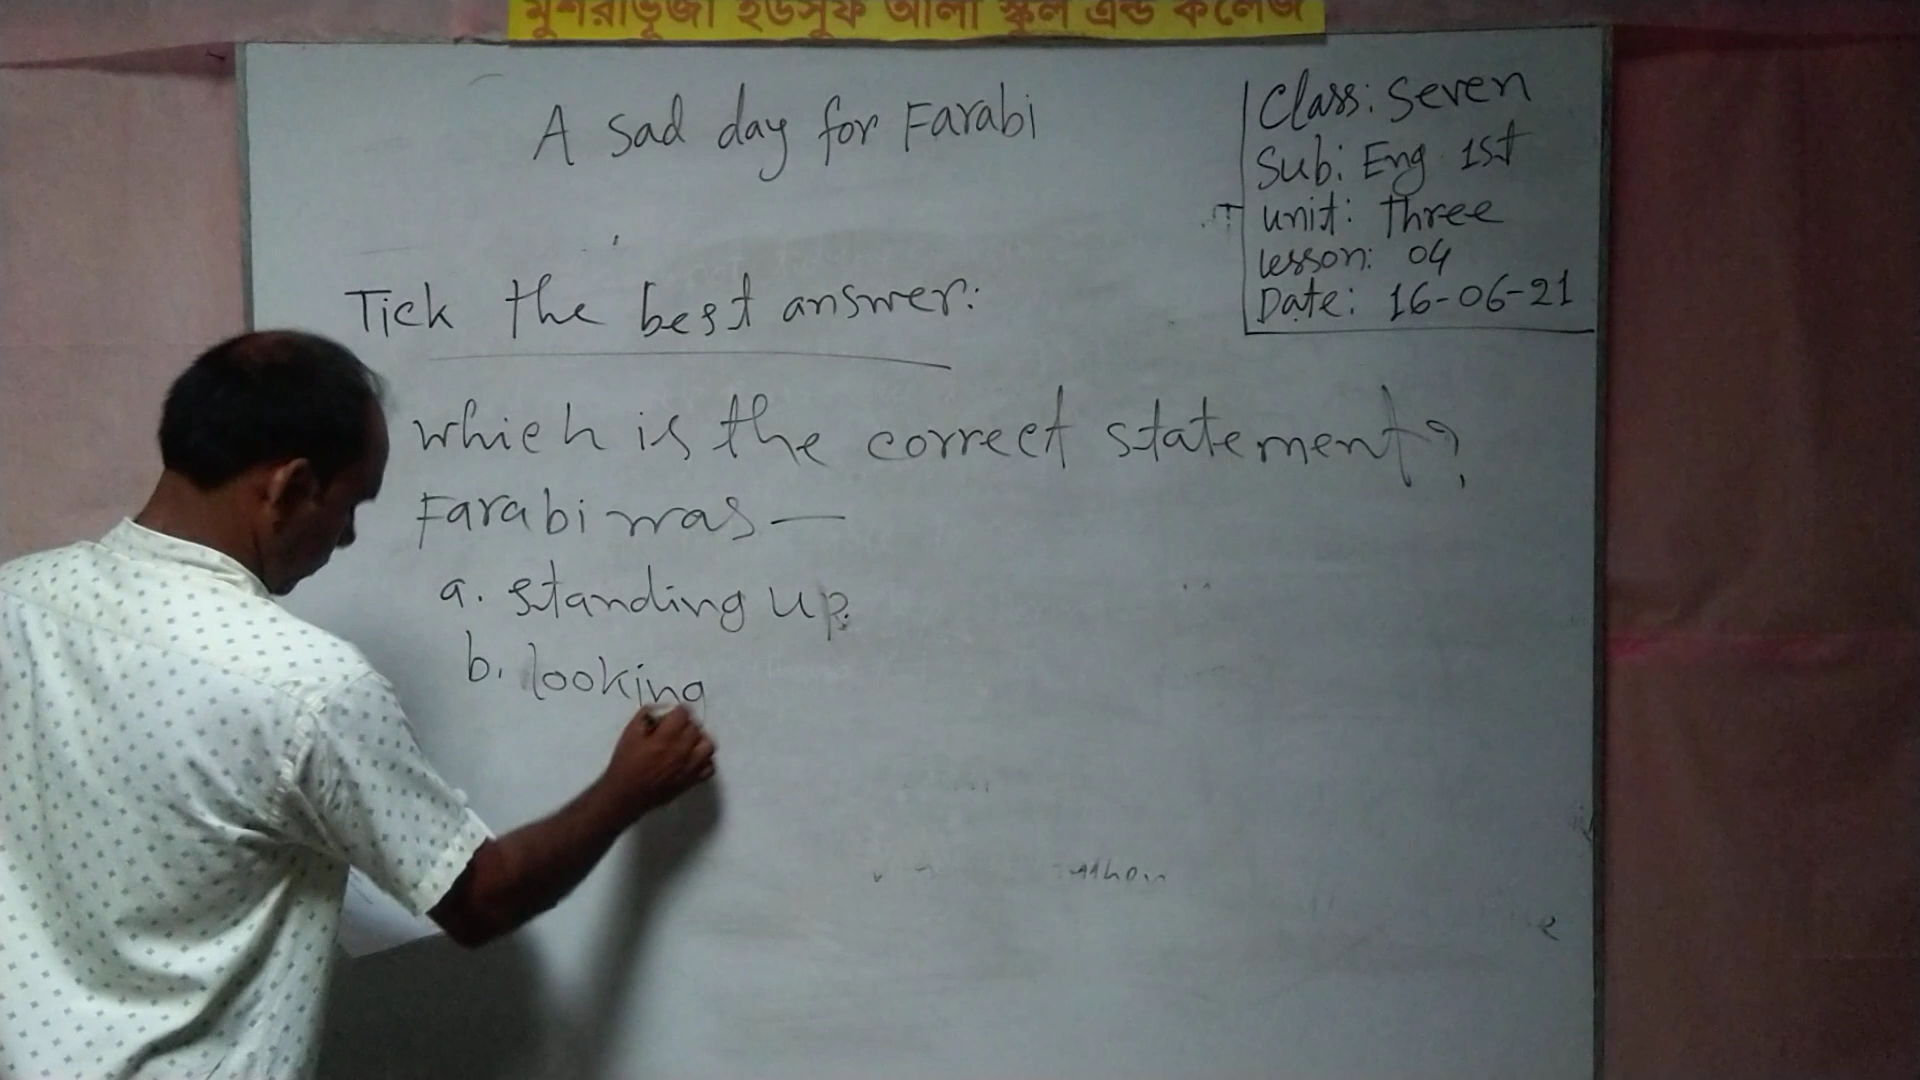 মুশরীভূজা ইউসুফ আলী স্কুল এন্ড কলেজ
A sad day for Farabi
Class: Seven
Sub: Eng 1st
unit: three
lesson: 04
Date: 16-06-21
Tick the best answer:
which is the correct statement?
Farabi was —
a. standing up.
b. looking